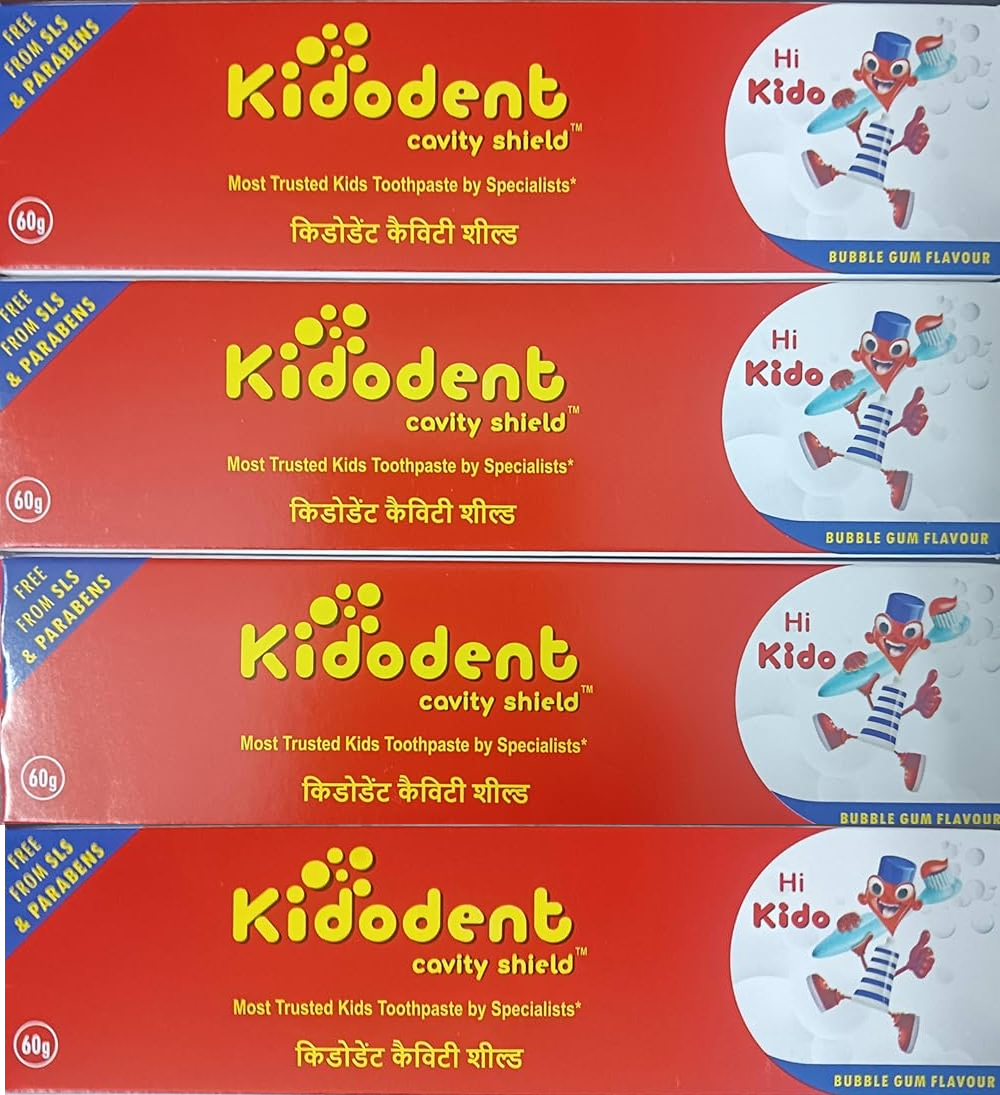 FREE
FROM SLS
& PARABENS
Kidodent
cavity shield™
Most Trusted Kids Toothpaste by Specialists*
किडोडेंट कैविटी शील्ड
60g
Hi
Kido
BUBBLE GUM FLAVOUR
FREE
FROM SLS
& PARABENS
Kidodent
cavity shield™
Most Trusted Kids Toothpaste by Specialists*
किडोडेंट कैविटी शील्ड
60g
Hi
Kido
BUBBLE GUM FLAVOUR
FREE
FROM SLS
& PARABENS
Kidodent
cavity shield™
Most Trusted Kids Toothpaste by Specialists*
किडोडेंट कैविटी शील्ड
60g
Hi
Kido
BUBBLE GUM FLAVOUR
FREE
FROM SLS
& PARABENS
Kidodent
cavity shield™
Most Trusted Kids Toothpaste by Specialists*
किडोडेंट कैविटी शील्ड
60g
Hi
Kido
BUBBLE GUM FLAVOUR